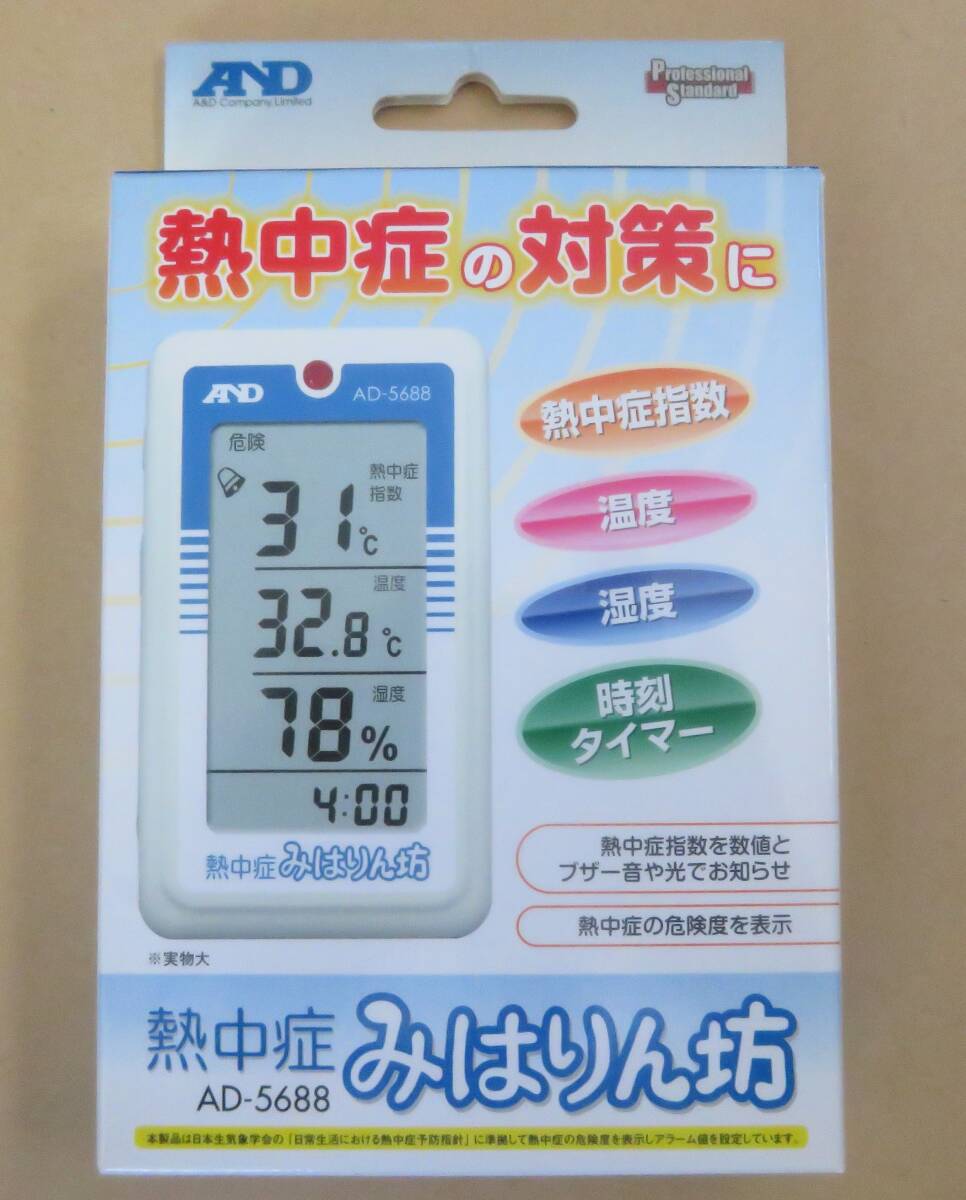 AND
A&D Company, Limited
Professional
Standard
熱中症の対策に
AND
AD-5688
危険
熱中症
指数
31℃
温度
32.8℃
湿度
78%
4:00
熱中症みはりん坊
※実物大
熱中症指数
温度
湿度
時刻
タイマー
熱中症指数を数値と
ブザー音や光でお知らせ
熱中症の危険度を表示
熱中症
AD-5688
みはりん坊
本製品は日本生気象学会の「日常生活における熱中症予防指針」に準拠して熱中症の危険度を表示しアラーム値を設定しています。